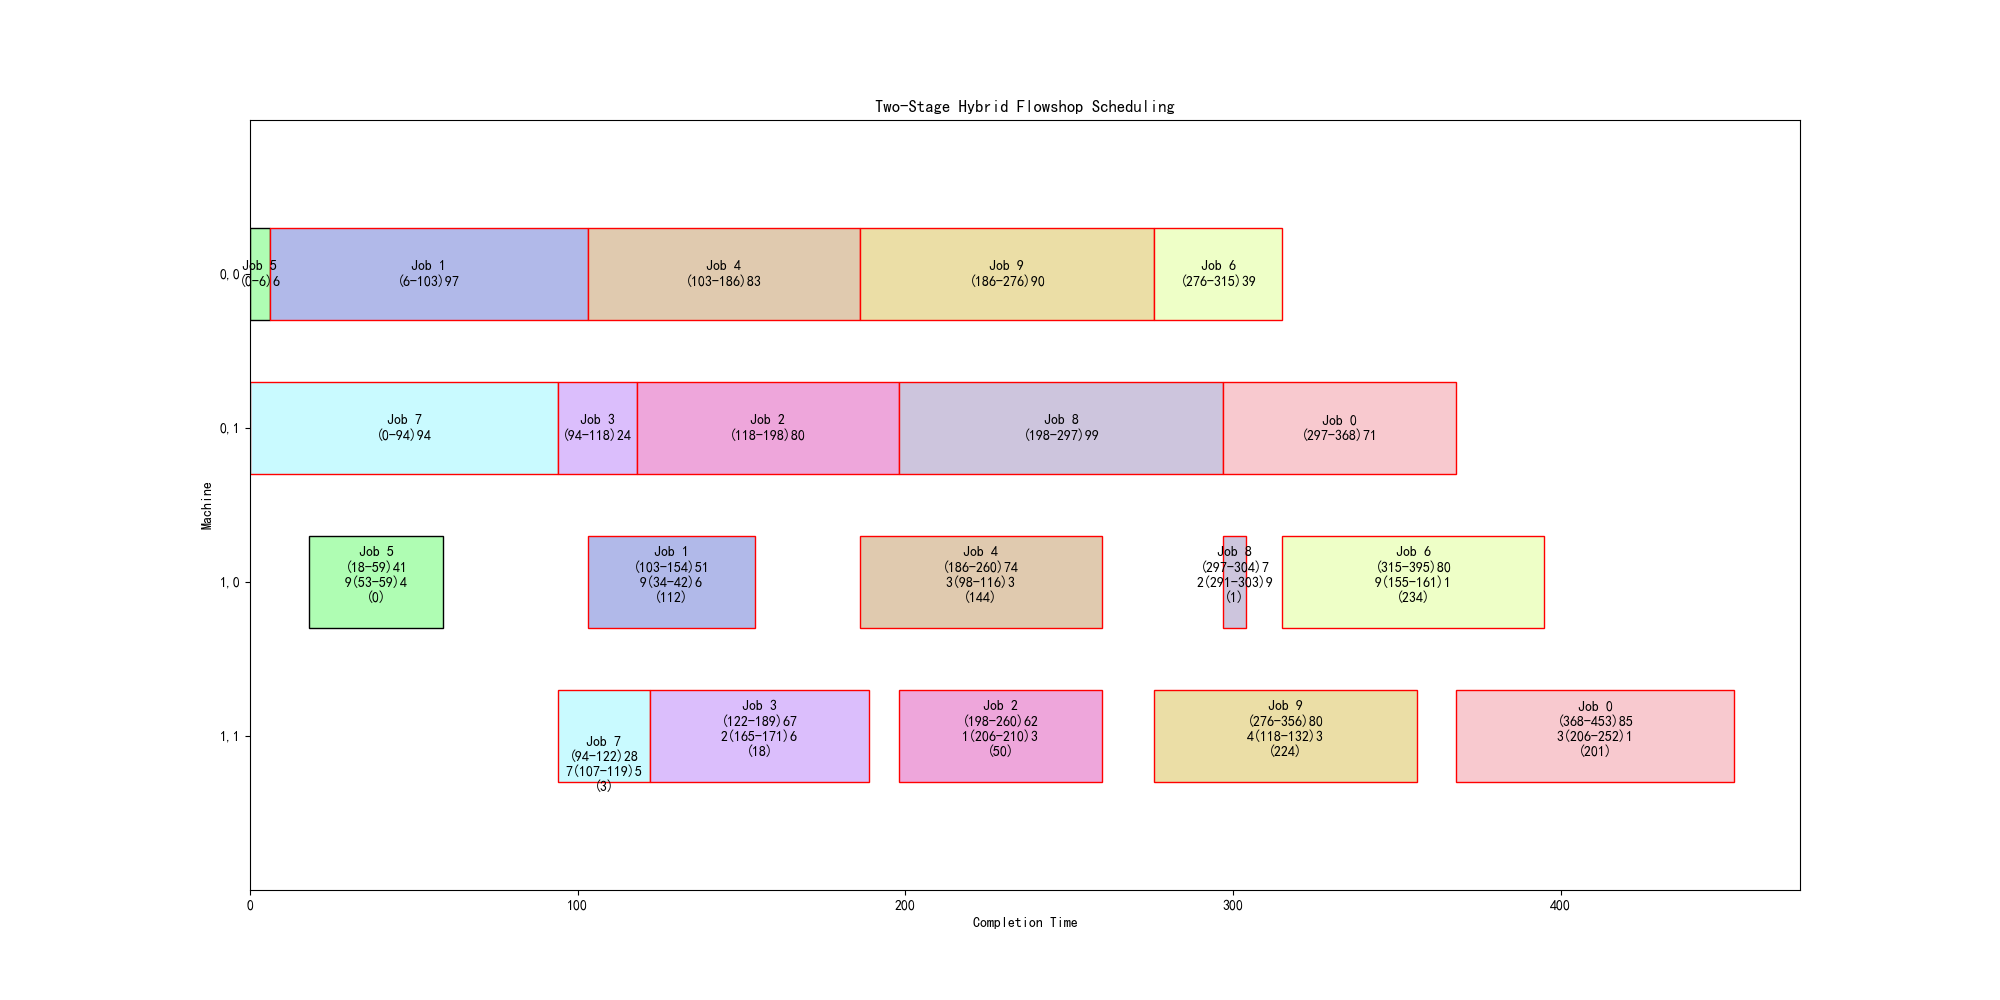 Two-Stage Hybrid Flowshop Scheduling
Machine
0,0
Job 5
(0-6)6
Job 1
(6-103)97
Job 4
(103-186)83
Job 9
(186-276)90
Job 6
(276-315)39
0,1
Job 7
(0-94)94
Job 3
(94-118)24
Job 2
(118-198)80
Job 8
(198-297)99
Job 0
(297-368)71
1,0
Job 5
(18-59)41
9(53-59)4
(0)
Job 1
(103-154)51
9(34-42)6
(112)
Job 4
(186-260)74
3(98-116)3
(144)
Job 8
(297-304)7
2(291-303)9
(1)
Job 6
(315-395)80
9(155-161)1
(234)
1,1
Job 7
(94-122)28
7(107-119)5
(3)
Job 3
(122-189)67
2(165-171)6
(18)
Job 2
(198-260)62
1(206-210)3
(50)
Job 9
(276-356)80
4(118-132)3
(224)
Job 0
(368-453)85
3(206-252)1
(201)
0
100
200
300
400
Completion Time